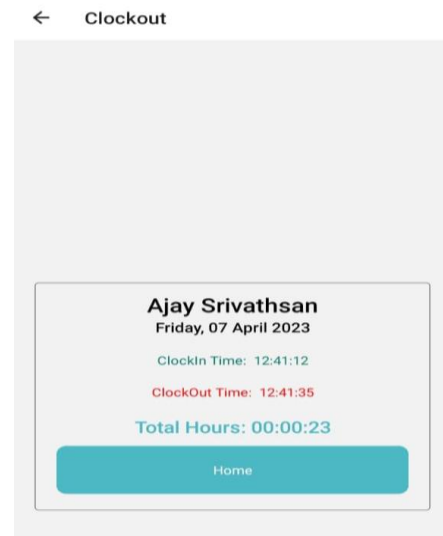 Clockout
Ajay Srivathsan
Friday, 07 April 2023
ClockIn Time: 12:41:12
ClockOut Time: 12:41:35
Total Hours: 00:00:23
Home